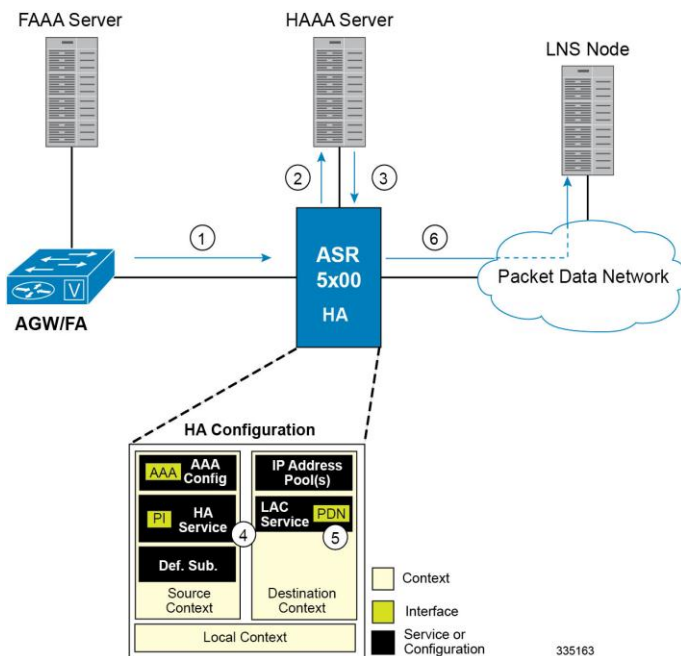 FAAA Server
HAAA Server
LNS Node
2
3
1
ASR
5x00
HA
6
Packet Data Network
V
AGW/FA
HA Configuration
AAA
AAA
Config
IP Address
Pool(s)
PI
HA
Service
4
LAC
Service
PDN
5
Def. Sub.
Source
Context
Destination
Context
Local Context
Context
Interface
Service or
Configuration
335163